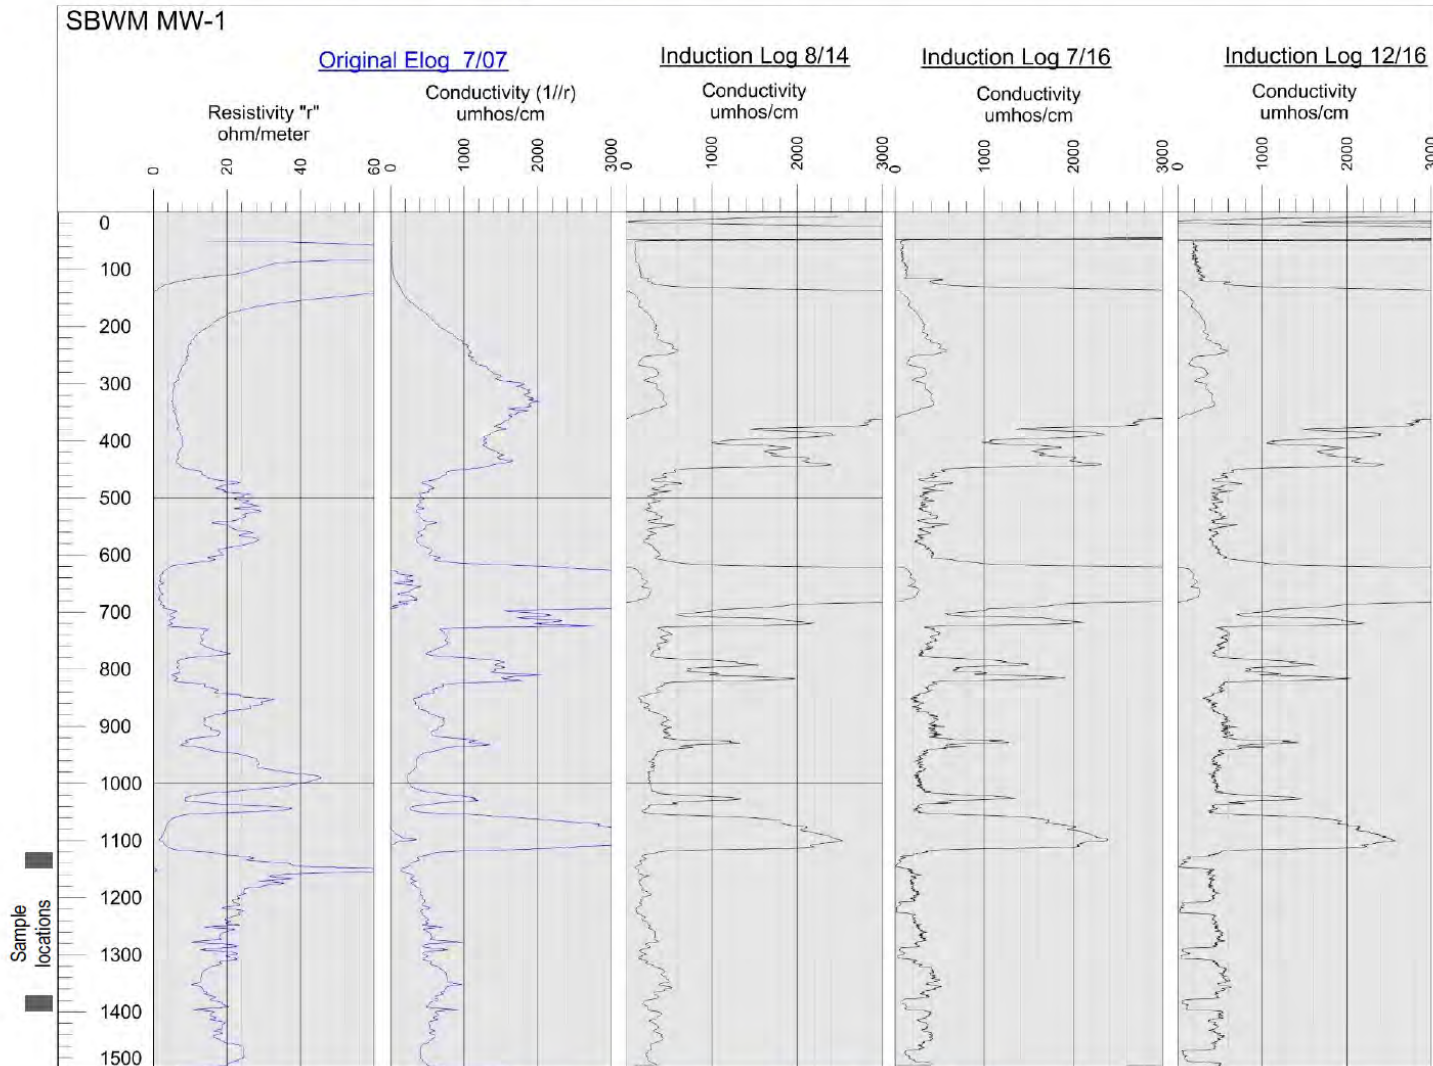 SBWM MW-1
Original Elog 7/07
Induction Log 8/14
Induction Log 7/16
Induction Log 12/16
Resistivity "r"
ohm/meter
Conductivity (1//r)
umhos/cm
Conductivity
umhos/cm
Conductivity
umhos/cm
Conductivity
umhos/cm
0 20 40 60
0 1000 2000 3000
0 1000 2000 3000
0 1000 2000 3000
0 1000 2000 3000
0
100
200
300
400
500
600
700
800
900
1000
1100
1200
1300
1400
1500
Sample
locations